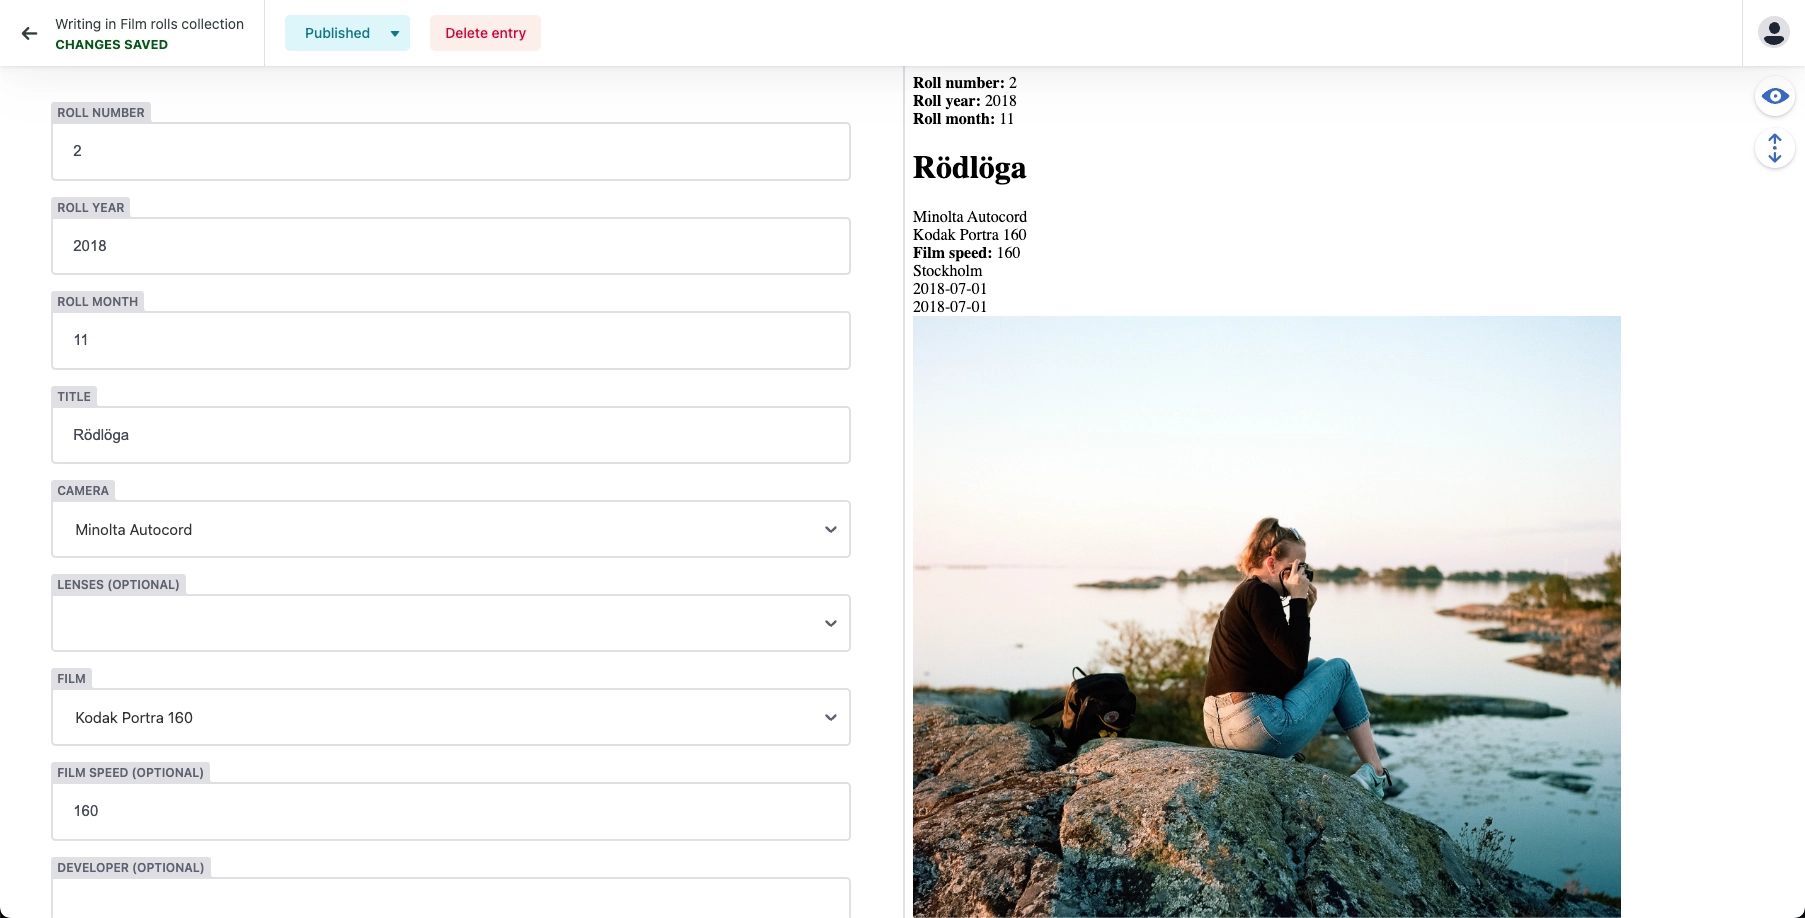 Writing in Film rolls collection
CHANGES SAVED
Published
Delete entry
ROLL NUMBER
2
ROLL YEAR
2018
ROLL MONTH
11
TITLE
Rödlöga
CAMERA
Minolta Autocord
LENSES (OPTIONAL)
FILM
Kodak Portra 160
FILM SPEED (OPTIONAL)
160
DEVELOPER (OPTIONAL)
Roll number: 2
Roll year: 2018
Roll month: 11
Rödlöga
Minolta Autocord
Kodak Portra 160
Film speed: 160
Stockholm
2018-07-01
2018-07-01